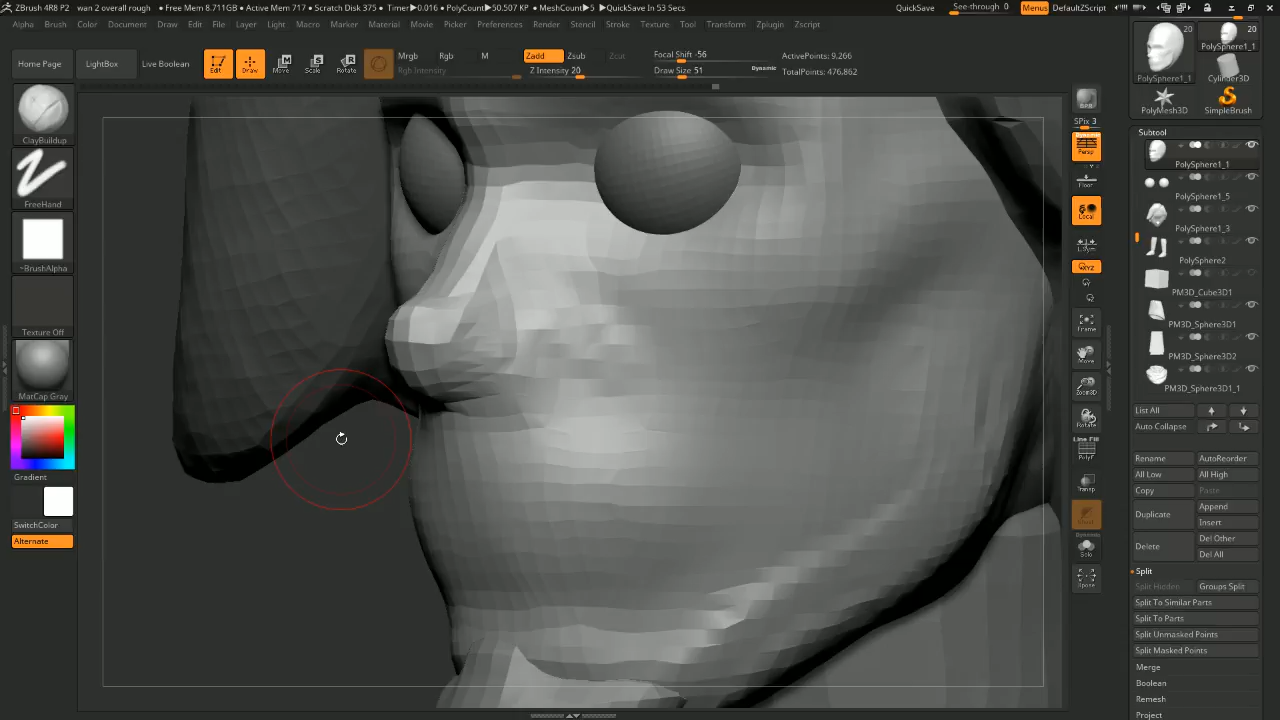 ZBrush 4R8 P2 wan 2 overall rough • Free Mem 8.711GB • Active Mem 717 • Scratch Disk 375 • Timer▶0.016 • PolyCount▶50.507 KP • MeshCount▶5 ▶QuickSave In 53 Secs QuickSave See-through 0 Menus DefaultZScript
Alpha Brush Color Document Draw Edit File Layer Light Macro Marker Material Movie Picker Preferences Render Stencil Stroke Texture Tool Transform Zplugin Zscript
Home Page LightBox Live Boolean Edit Draw Move Scale Rotate Mrgb Rgb M Zadd Zsub Zcut Focal Shift -56 ActivePoints: 9,266
Rgb Intensity Z Intensity 20 Draw Size 51 Dynamic TotalPoints: 476,862
ClayBuildup
FreeHand
~BrushAlpha
Texture Off
MatCap Gray
Gradient
SwitchColor
Alternate
BPR
SPix 3
Dynamic
Persp
Floor
Local
L.Sym
XYZ
Frame
Move
Zoom3D
Rotate
Line Fill
PolyF
Transp
Dynamic
Solo
Xpose
20 20
PolySphere1_1 PolySphere1_1
Cylinder3D
PolyMesh3D SimpleBrush
Subtool
PolySphere1_1
PolySphere1_5
PolySphere1_3
PolySphere2
PM3D_Cube3D1
PM3D_Sphere3D1
PM3D_Sphere3D2
PM3D_Sphere3D1_1
List All
Auto Collapse
Rename AutoReorder
All Low All High
Copy Paste
Duplicate Append
Insert
Delete Del Other
Del All
Split
Split Hidden Groups Split
Split To Similar Parts
Split To Parts
Split Unmasked Points
Split Masked Points
Merge
Boolean
Remesh
Project